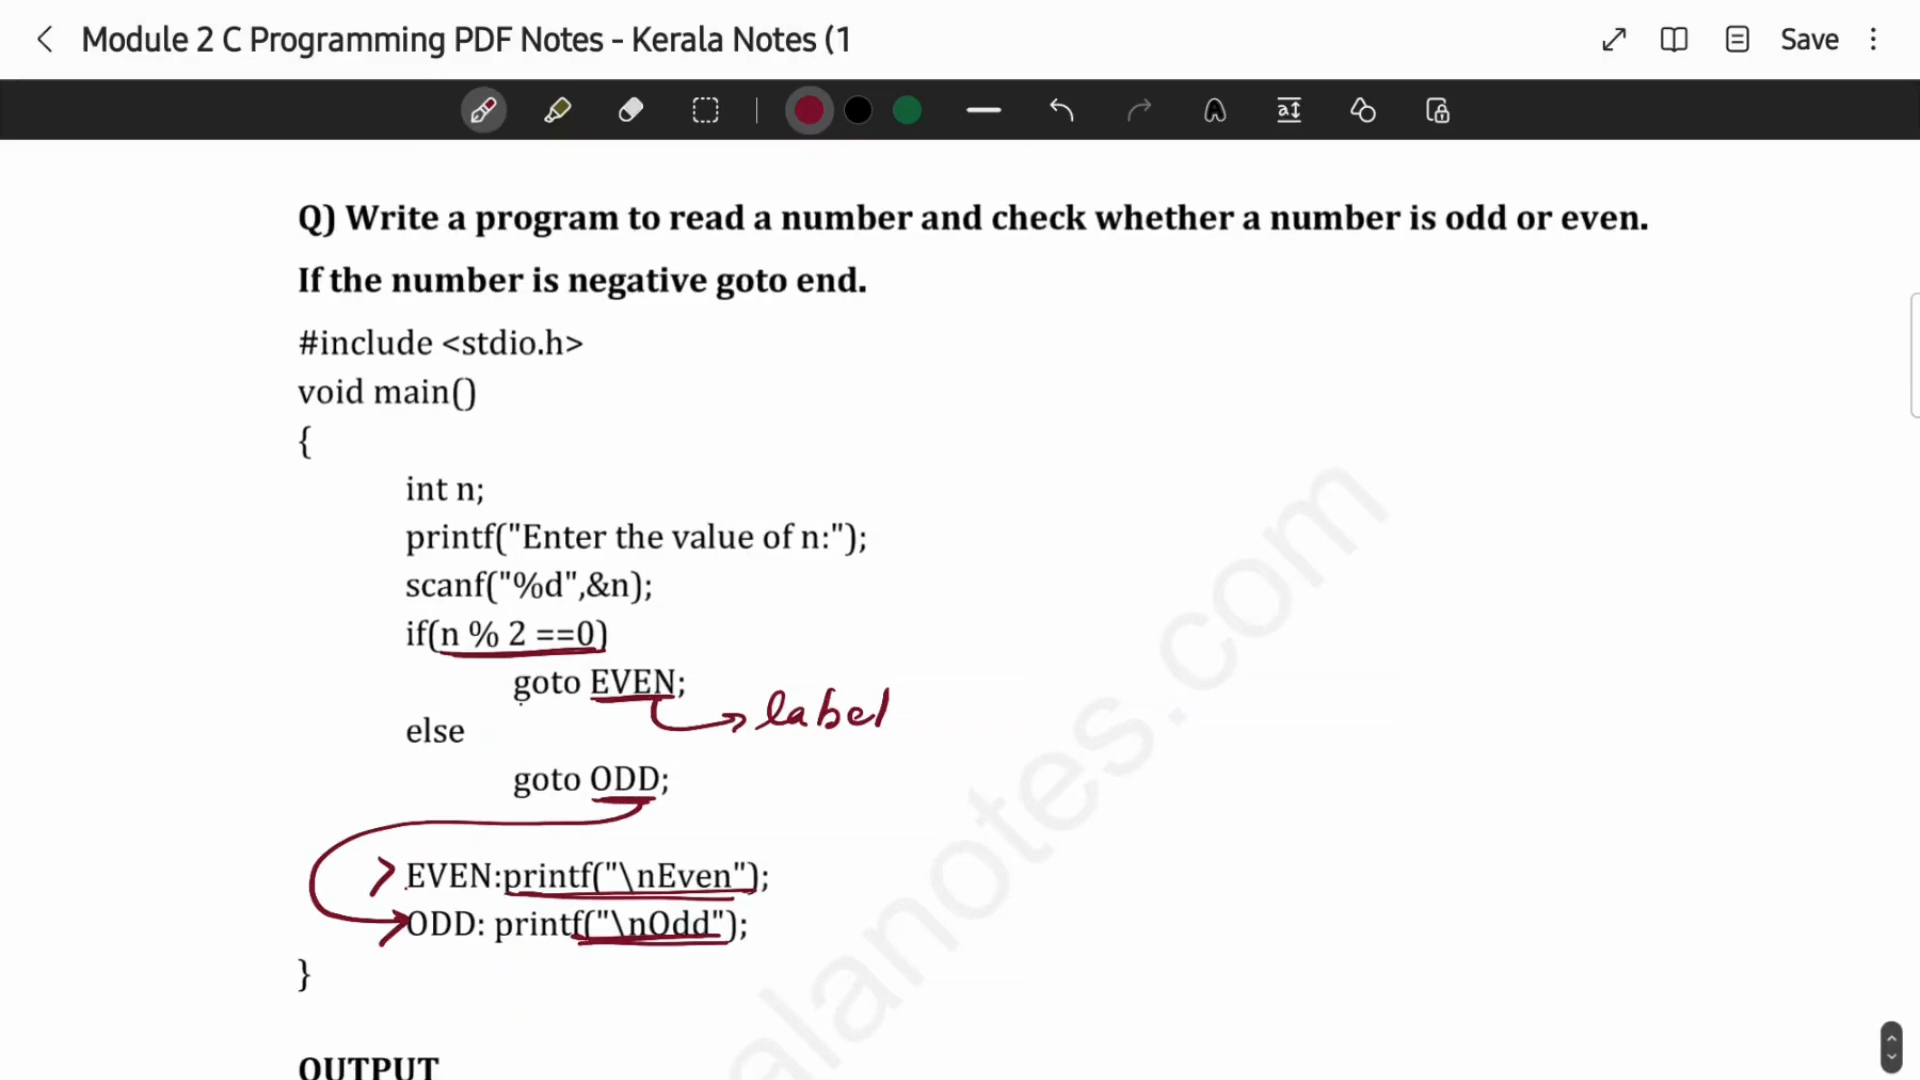 Module 2 C Programming PDF Notes - Kerala Notes (1
Save
Q) Write a program to read a number and check whether a number is odd or even.
If the number is negative goto end.
#include <stdio.h>
void main()
{
int n;
printf("Enter the value of n:");
scanf("%d",&n);
if(n % 2 ==0)
goto EVEN;
label
else
goto ODD;
EVEN:printf("\nEven");
ODD: printf("\nOdd");
}
OUTPUT
alanotes.com